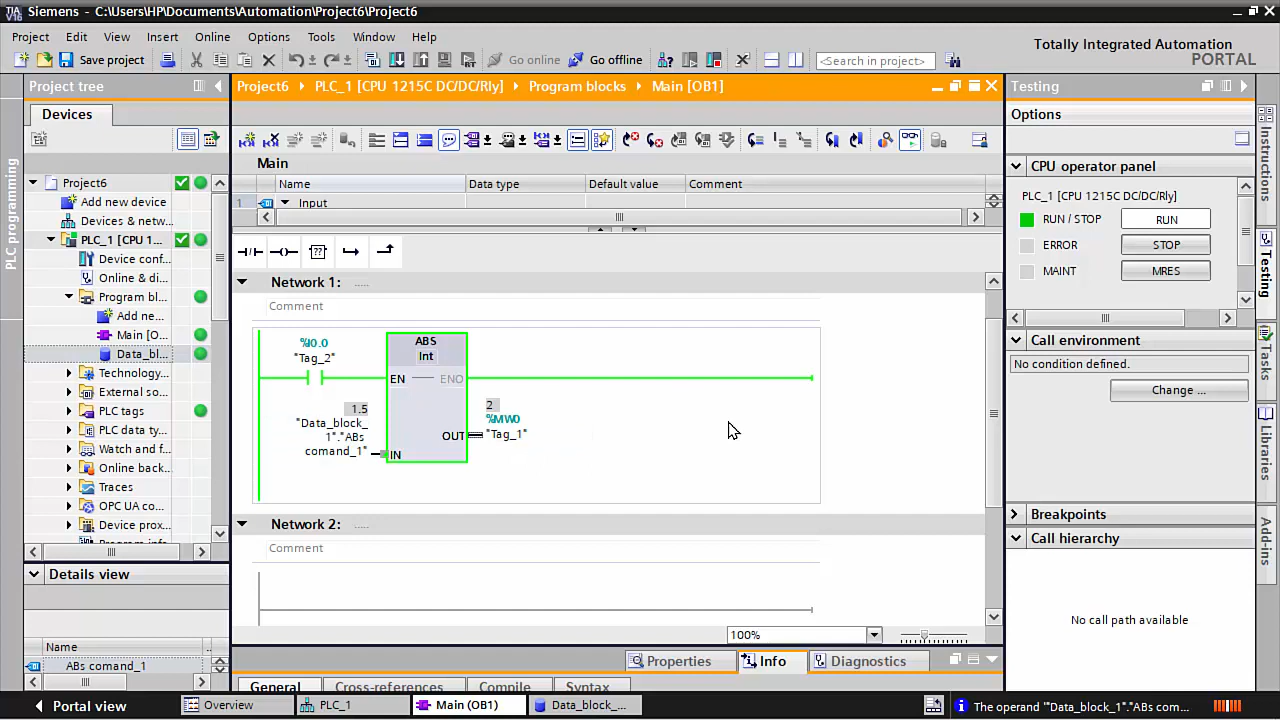 TIA
V16
Siemens - C:\Users\HP\Documents\Automation\Project6\Project6
Project Edit View Insert Online Options Tools Window Help
Totally Integrated Automation
PORTAL
Save project
Go online
Go offline
<Search in project>
Project tree
Project6 PLC_1 [CPU 1215C DC/DC/Rly] Program blocks Main [OB1]
Testing
Devices
Options
PLC programming
Main
Name Data type Default value Comment
1 Input
Project6
Add new device
Devices & netw...
PLC_1 [CPU 1...
Device conf...
Online & di...
Program bl...
Add ne...
Main [O...
Data_bl...
Technology...
External so...
PLC tags
PLC data ty...
Watch and f...
Online back...
Traces
OPC UA co...
Device prox...
Program info
Details view
Name
..
ABs comand_1
??
Network 1: .....
Comment
%I0.0
"Tag_2"
ABS
Int
EN
ENO
1.5
"Data_block_
1"."ABs
comand_1"
IN
OUT
2
%MW0
"Tag_1"
Network 2: .....
Comment
100%
CPU operator panel
PLC_1 [CPU 1215C DC/DC/Rly]
RUN / STOP RUN
ERROR STOP
MAINT MRES
Call environment
No condition defined.
Change ...
Breakpoints
Call hierarchy
No call path available
Instructions
Testing
Tasks
Libraries
Add-ins
Properties Info Diagnostics
General Cross-references Compile Syntax
Portal view Overview PLC_1 Main (OB1) Data_block_... The operand '"Data_block_1"."ABs com...